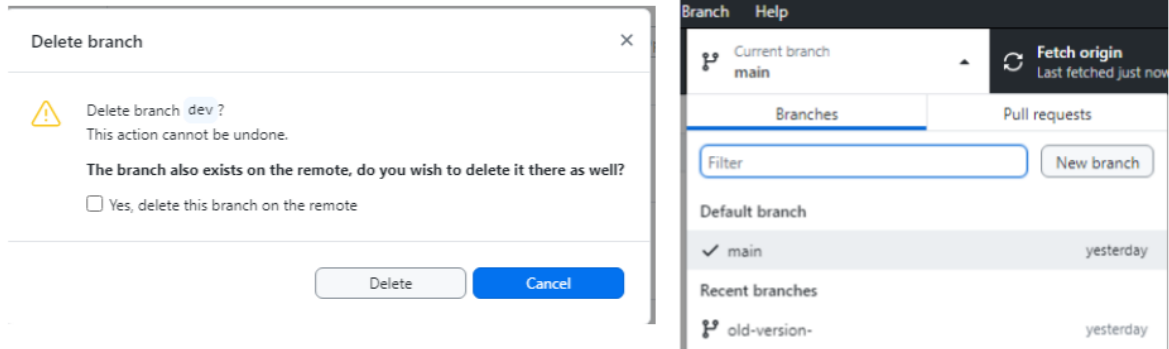 Delete branch
Delete branch dev ?
This action cannot be undone.
The branch also exists on the remote, do you wish to delete it there as well?
Yes, delete this branch on the remote
Delete
Cancel
Branch Help
Current branch
main
Fetch origin
Last fetched just now
Branches
Pull requests
Filter
New branch
Default branch
main yesterday
Recent branches
old-version- yesterday